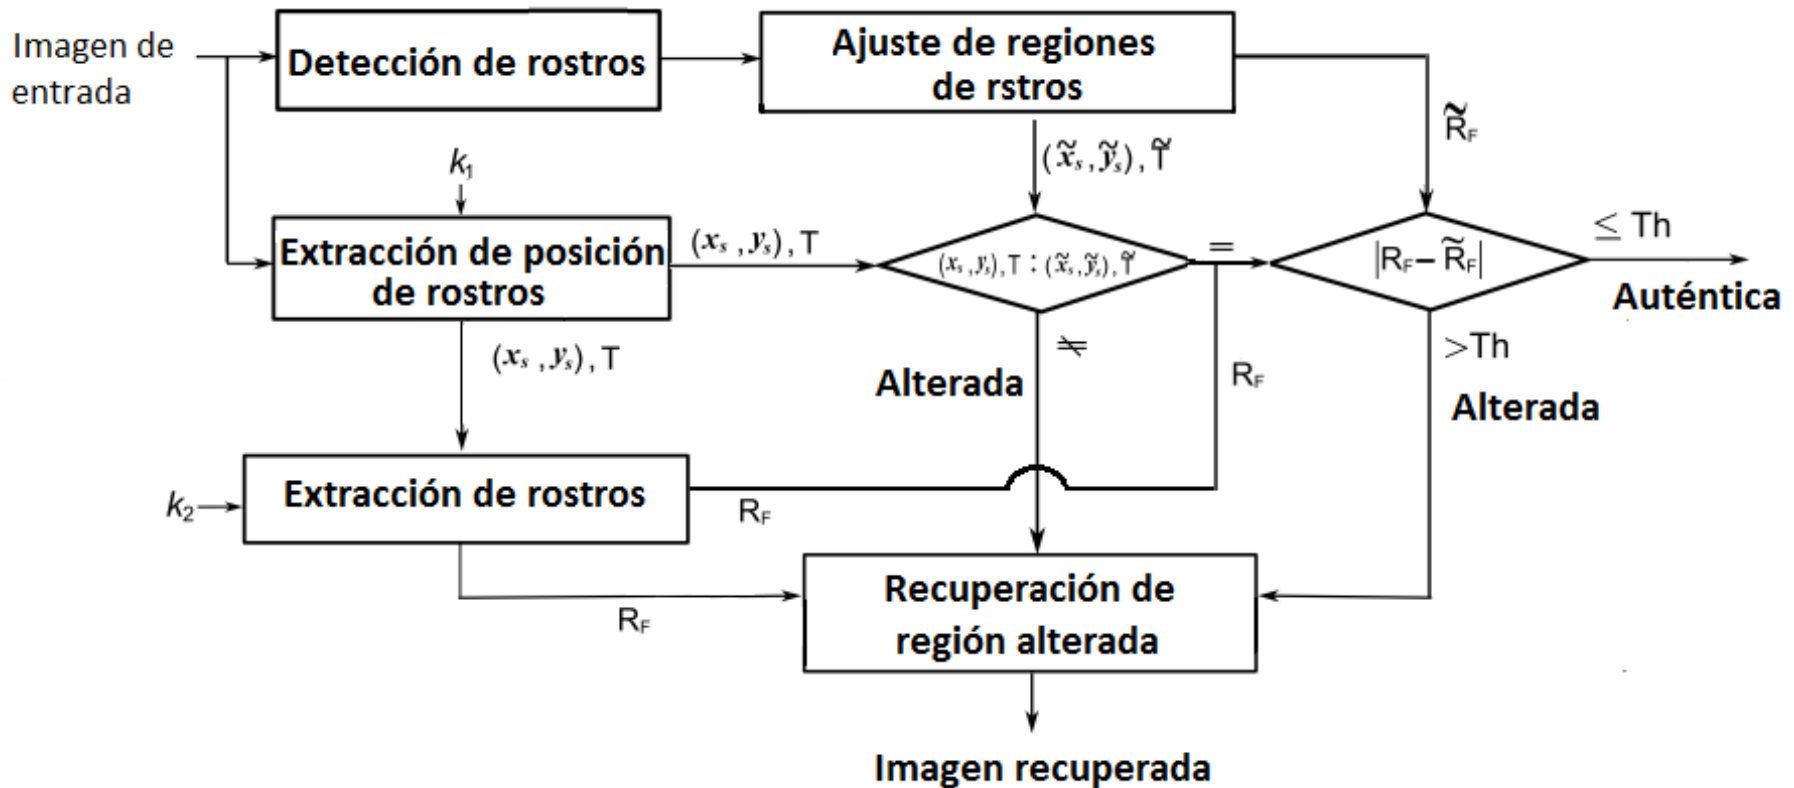 Imagen de
entrada
Detección de rostros
Ajuste de regiones
de rstros
R̃F
(x̃s, ỹs), T̃
k1
Extracción de posición
de rostros
(xs, ys), T
(xs, ys), T : (x̃s, ỹs), T̃
=
|RF − R̃F|
≤ Th
Auténtica
(xs, ys), T
≠
>Th
Alterada
RF
Alterada
Extracción de rostros
k2
RF
Recuperación de
región alterada
RF
Imagen recuperada